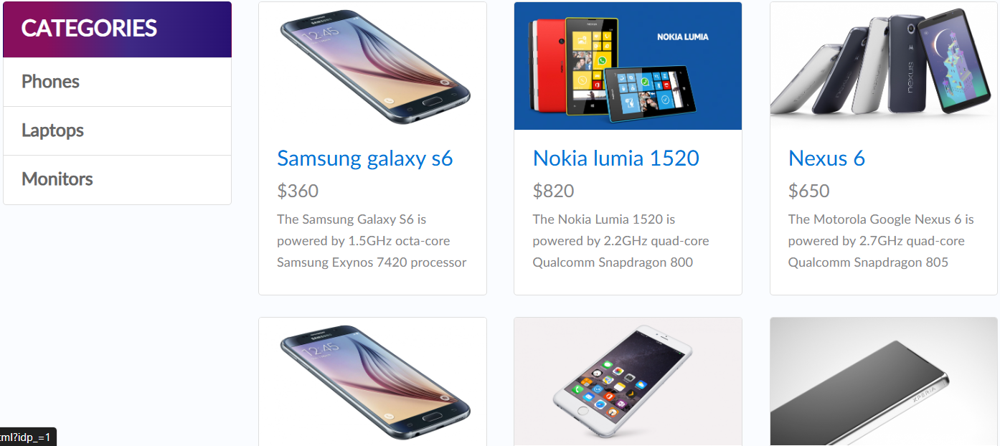 CATEGORIES
Phones
Laptops
Monitors
SAMSUNG
12:45
NOKIA LUMIA
nexus
Samsung galaxy s6
$360
The Samsung Galaxy S6 is
powered by 1.5GHz octa-core
Samsung Exynos 7420 processor
Nokia lumia 1520
$820
The Nokia Lumia 1520 is
powered by 2.2GHz quad-core
Qualcomm Snapdragon 800
Nexus 6
$650
The Motorola Google Nexus 6 is
powered by 2.7GHz quad-core
Qualcomm Snapdragon 805
SAMSUNG
12:45
XPERIA
tml?idp_=1